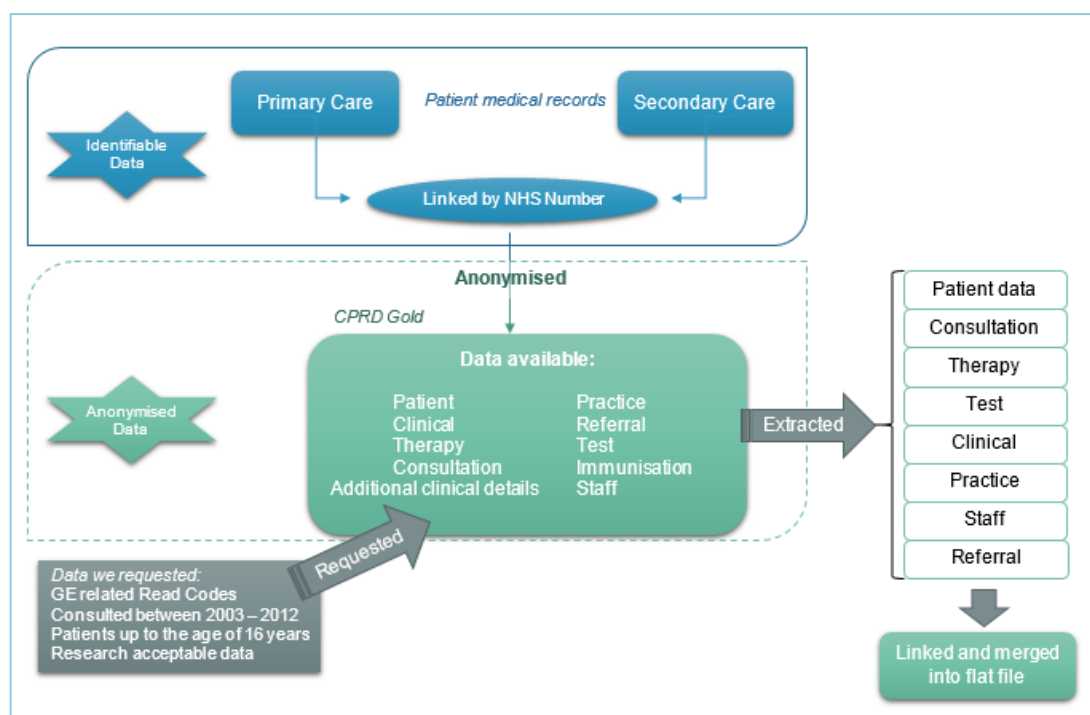 Primary Care
Patient medical records
Secondary Care
Identifiable
Data
Linked by NHS Number
Anonymised
CPRD Gold
Data available:
Patient
Clinical
Therapy
Consultation
Additional clinical details
Practice
Referral
Test
Immunisation
Staff
Anonymised
Data
Requested
Data we requested:
GE related Read Codes
Consulted between 2003 – 2012
Patients up to the age of 16 years
Research acceptable data
Extracted
Patient data
Consultation
Therapy
Test
Clinical
Practice
Staff
Referral
Linked and merged
into flat file